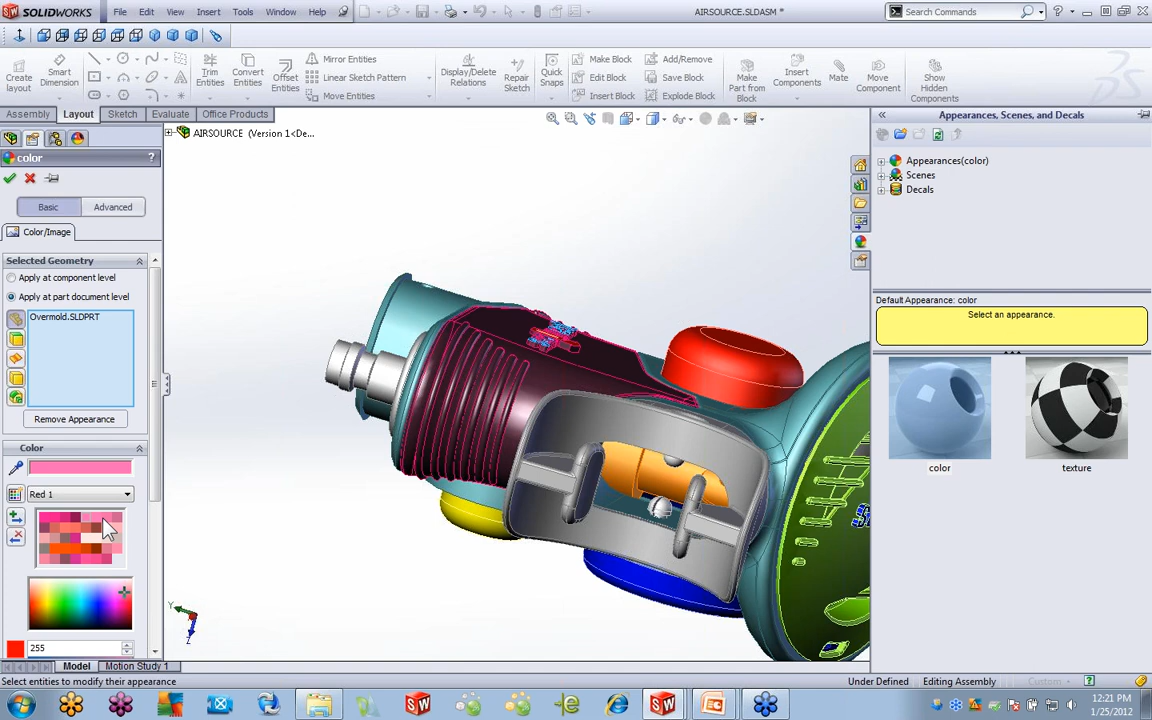 SOLIDWORKS File Edit View Insert Tools Window Help AIRSOURCE.SLDASM * Search Commands
Create layout Smart Dimension Trim Entities Convert Entities Offset Entities Mirror Entities Linear Sketch Pattern Move Entities Display/Delete Relations Repair Sketch Quick Snaps Make Block Edit Block Insert Block Add/Remove Save Block Explode Block Make Part from Block Insert Components Mate Move Component Show Hidden Components
Assembly Layout Sketch Evaluate Office Products
AIRSOURCE (Version 1<De...
color ?
Basic Advanced
Color/Image
Selected Geometry
Apply at component level
Apply at part document level
Overmold.SLDPRT
Remove Appearance
Color
Red 1
255
Y
Z
Appearances, Scenes, and Decals
Appearances(color)
Scenes
Decals
Default Appearance: color
Select an appearance.
color texture
Model Motion Study 1
Select entities to modify their appearance Under Defined Editing Assembly Custom
12:21 PM
1/25/2012